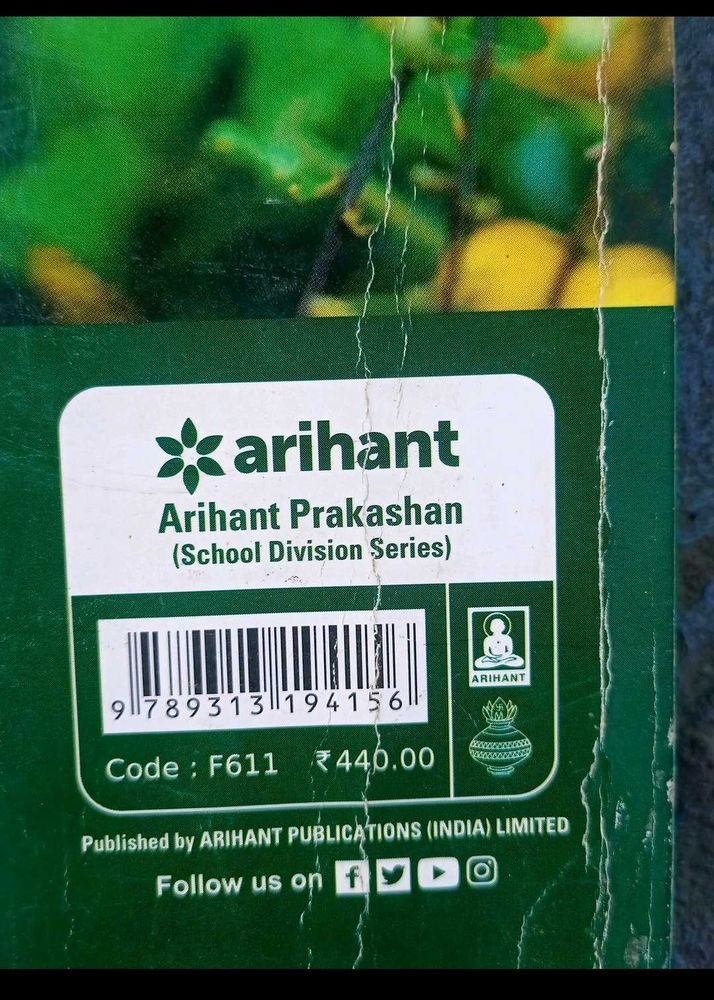 arihant
Arihant Prakashan
(School Division Series)
9 789313 194156
ARIHANT
Code : F611 ₹440.00
Published by ARIHANT PUBLICATIONS (INDIA) LIMITED
Follow us on